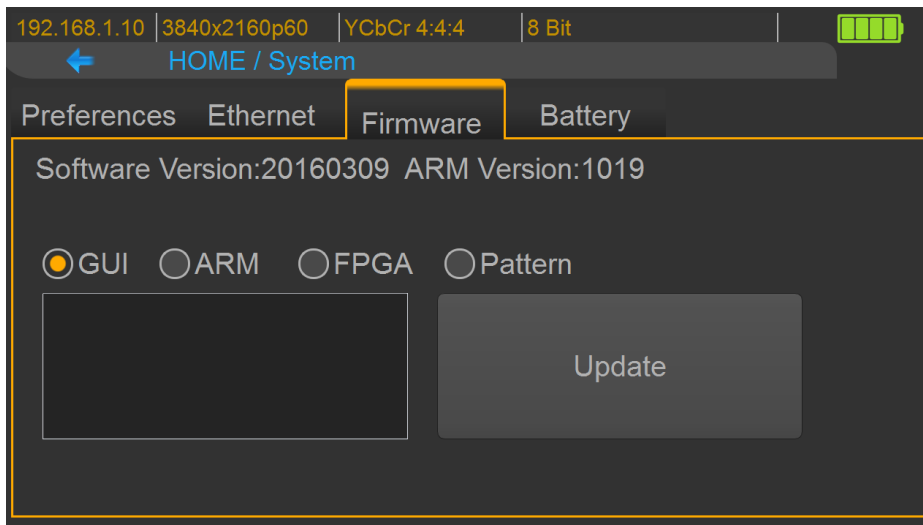 192.168.1.10 3840x2160p60 YCbCr 4:4:4 8 Bit
HOME / System
Preferences Ethernet Firmware Battery
Software Version:20160309 ARM Version:1019
GUI ARM FPGA Pattern
Update